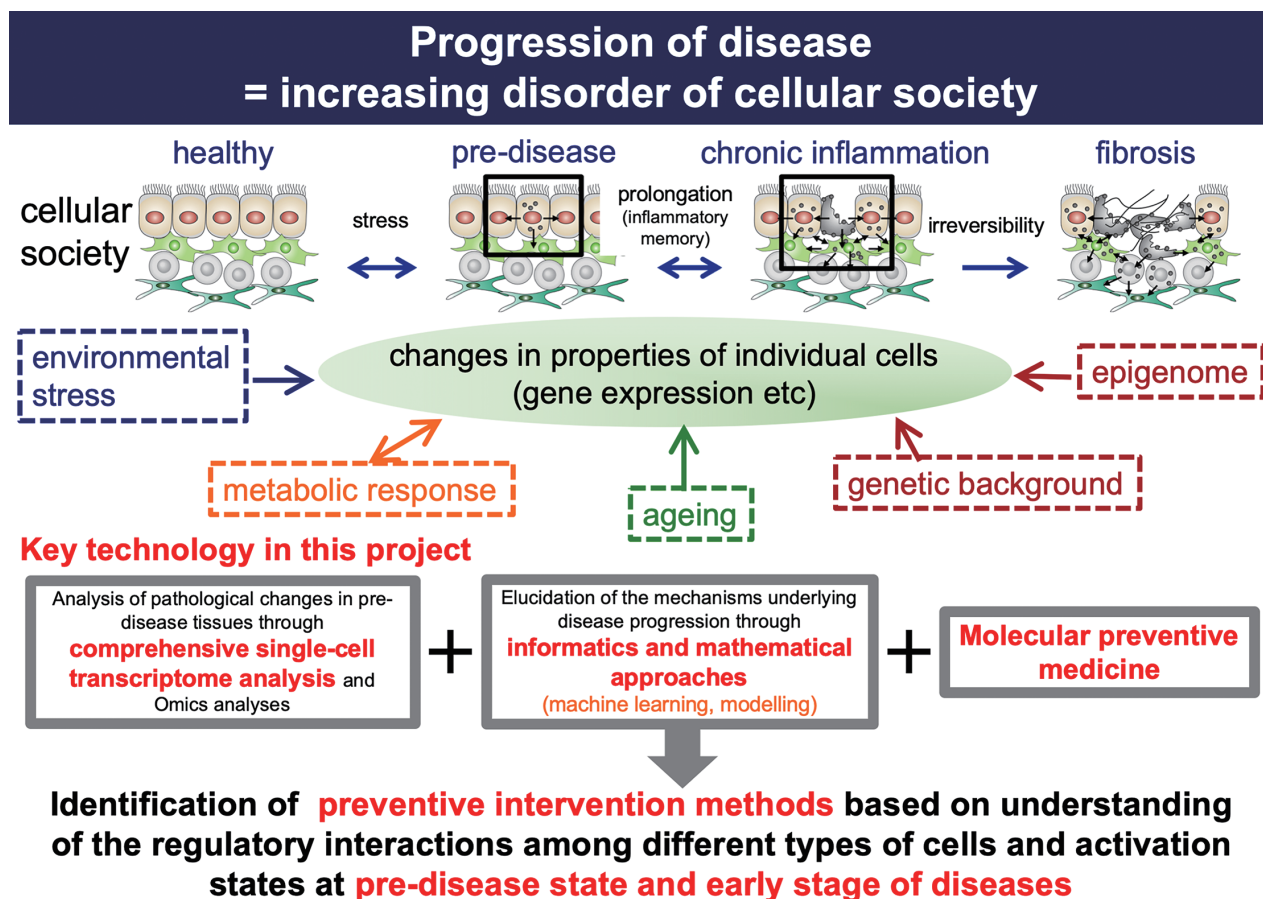 Progression of disease
= increasing disorder of cellular society
healthy
pre-disease
chronic inflammation
fibrosis
cellular
society
stress
prolongation
(inflammatory
memory)
irreversibility
environmental
stress
changes in properties of individual cells
(gene expression etc)
epigenome
metabolic response
ageing
genetic background
Key technology in this project
Analysis of pathological changes in pre-
disease tissues through
comprehensive single-cell
transcriptome analysis and
Omics analyses
+
Elucidation of the mechanisms underlying
disease progression through
informatics and mathematical
approaches
(machine learning, modelling)
+
Molecular preventive
medicine
Identification of preventive intervention methods based on understanding
of the regulatory interactions among different types of cells and activation
states at pre-disease state and early stage of diseases